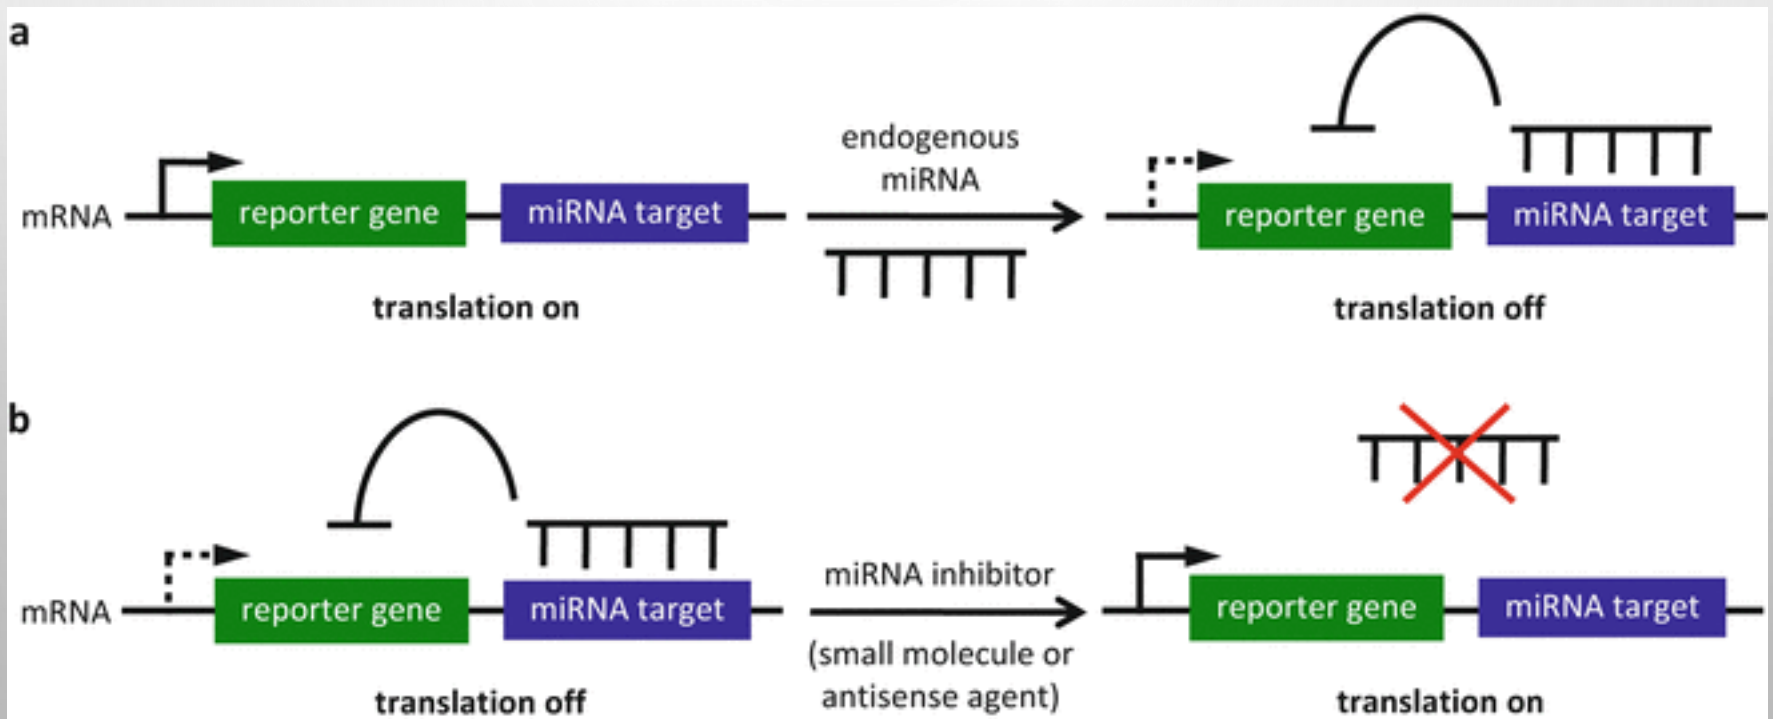 a
endogenous
miRNA
mRNA
reporter gene
miRNA target
reporter gene
miRNA target
translation on
translation off
b
miRNA inhibitor
mRNA
reporter gene
miRNA target
reporter gene
miRNA target
(small molecule or
antisense agent)
translation off
translation on